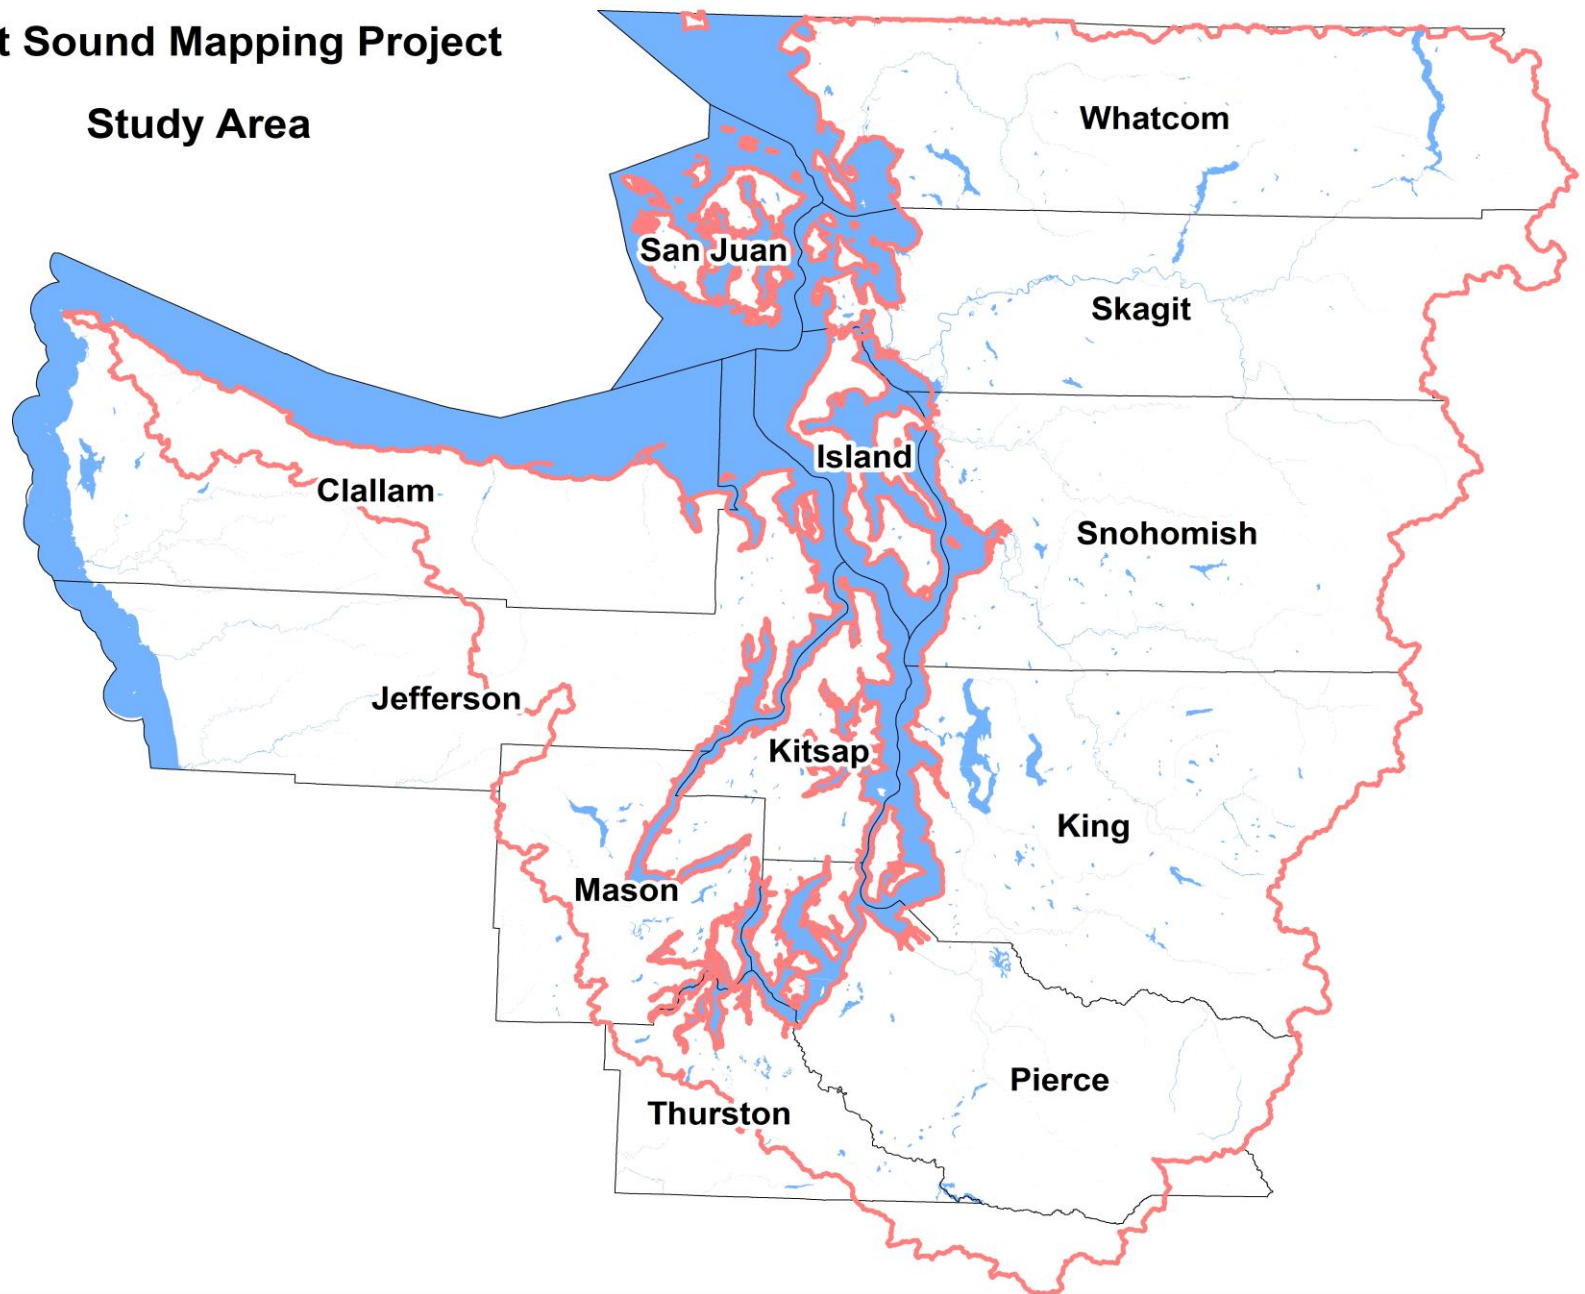 t Sound Mapping Project
Study Area
Whatcom
San Juan
Skagit
Island
Clallam
Snohomish
Jefferson
Kitsap
King
Mason
Pierce
Thurston